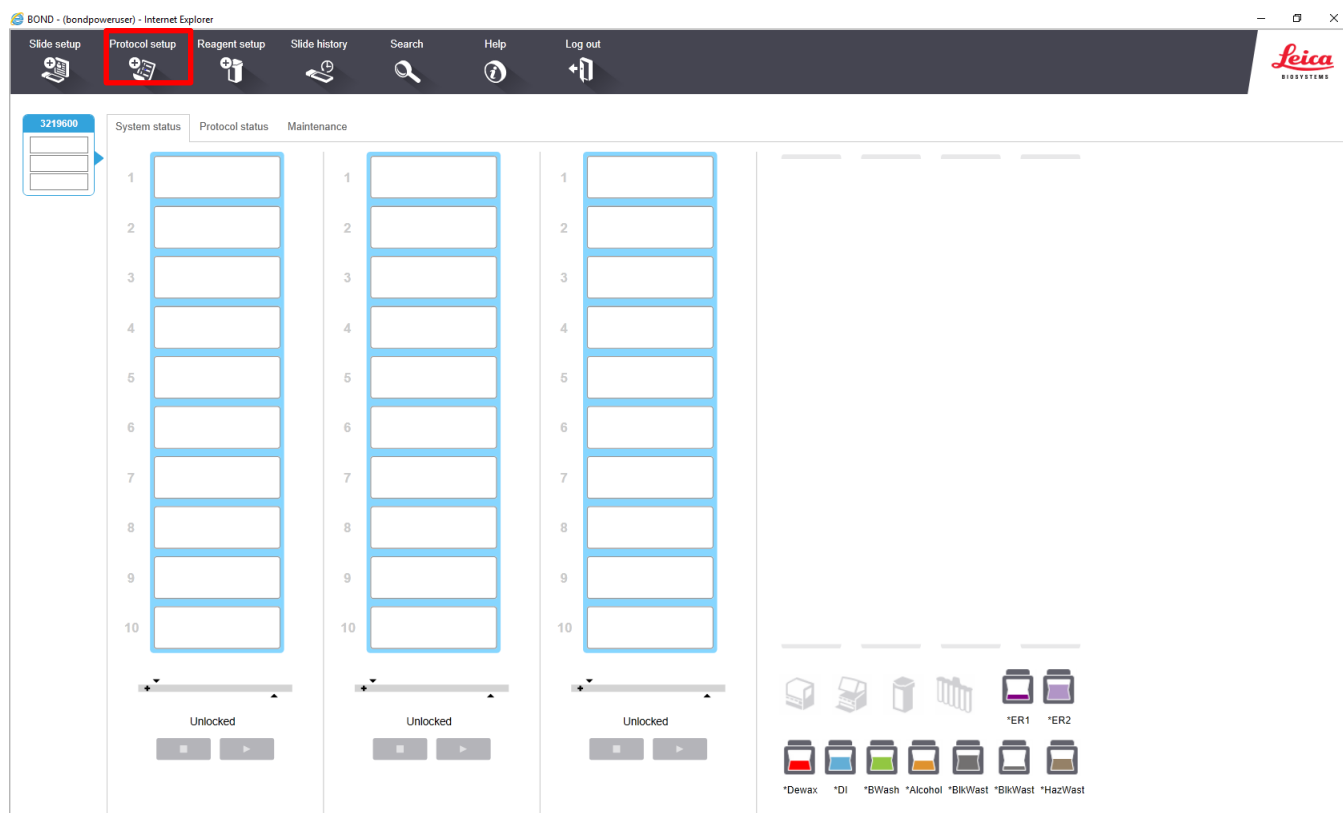 BOND - (bondpoweruser) - Internet Explorer
Slide setup Protocol setup Reagent setup Slide history Search Help Log out
Leica
BIOSYSTEMS
3219600
System status Protocol status Maintenance
1 1 1
2 2 2
3 3 3
4 4 4
5 5 5
6 6 6
7 7 7
8 8 8
9 9 9
10 10 10
Unlocked Unlocked Unlocked
*ER1 *ER2
*Dewax *DI *BWash *Alcohol *BlkWast *BlkWast *HazWast